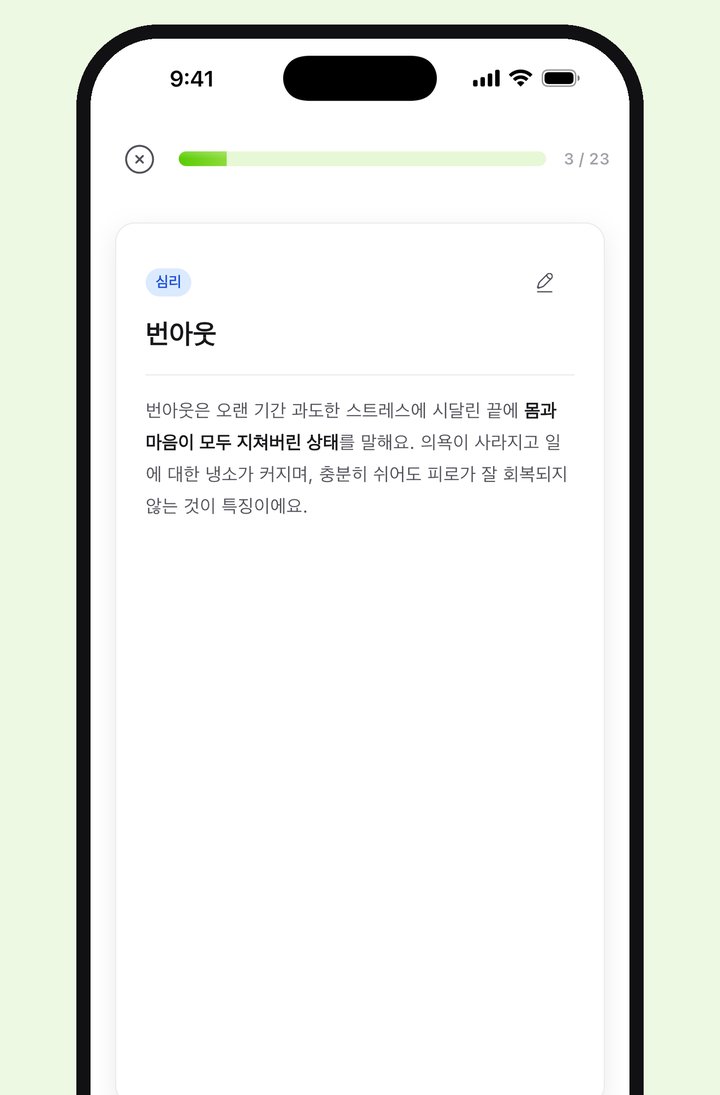 9:41
3 / 23
심리
번아웃
번아웃은 오랜 기간 과도한 스트레스에 시달린 끝에 몸과
마음이 모두 지쳐버린 상태를 말해요. 의욕이 사라지고 일
에 대한 냉소가 커지며, 충분히 쉬어도 피로가 잘 회복되지
않는 것이 특징이에요.